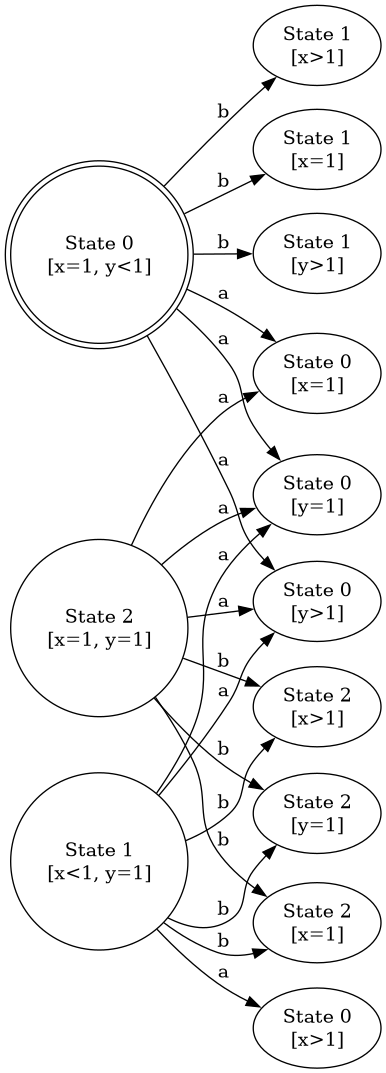 State 1
[x>1]
b
State 1
[x=1]
b
State 0
[x=1, y<1]
b
State 1
[y>1]
a
a
State 0
[x=1]
a
a
State 0
[y=1]
a
a
a
State 0
[y>1]
State 2
[x=1, y=1]
b
a
State 2
[x>1]
b
b
State 2
[y=1]
b
State 1
[x<1, y=1]
b
State 2
[x=1]
b
a
State 0
[x>1]